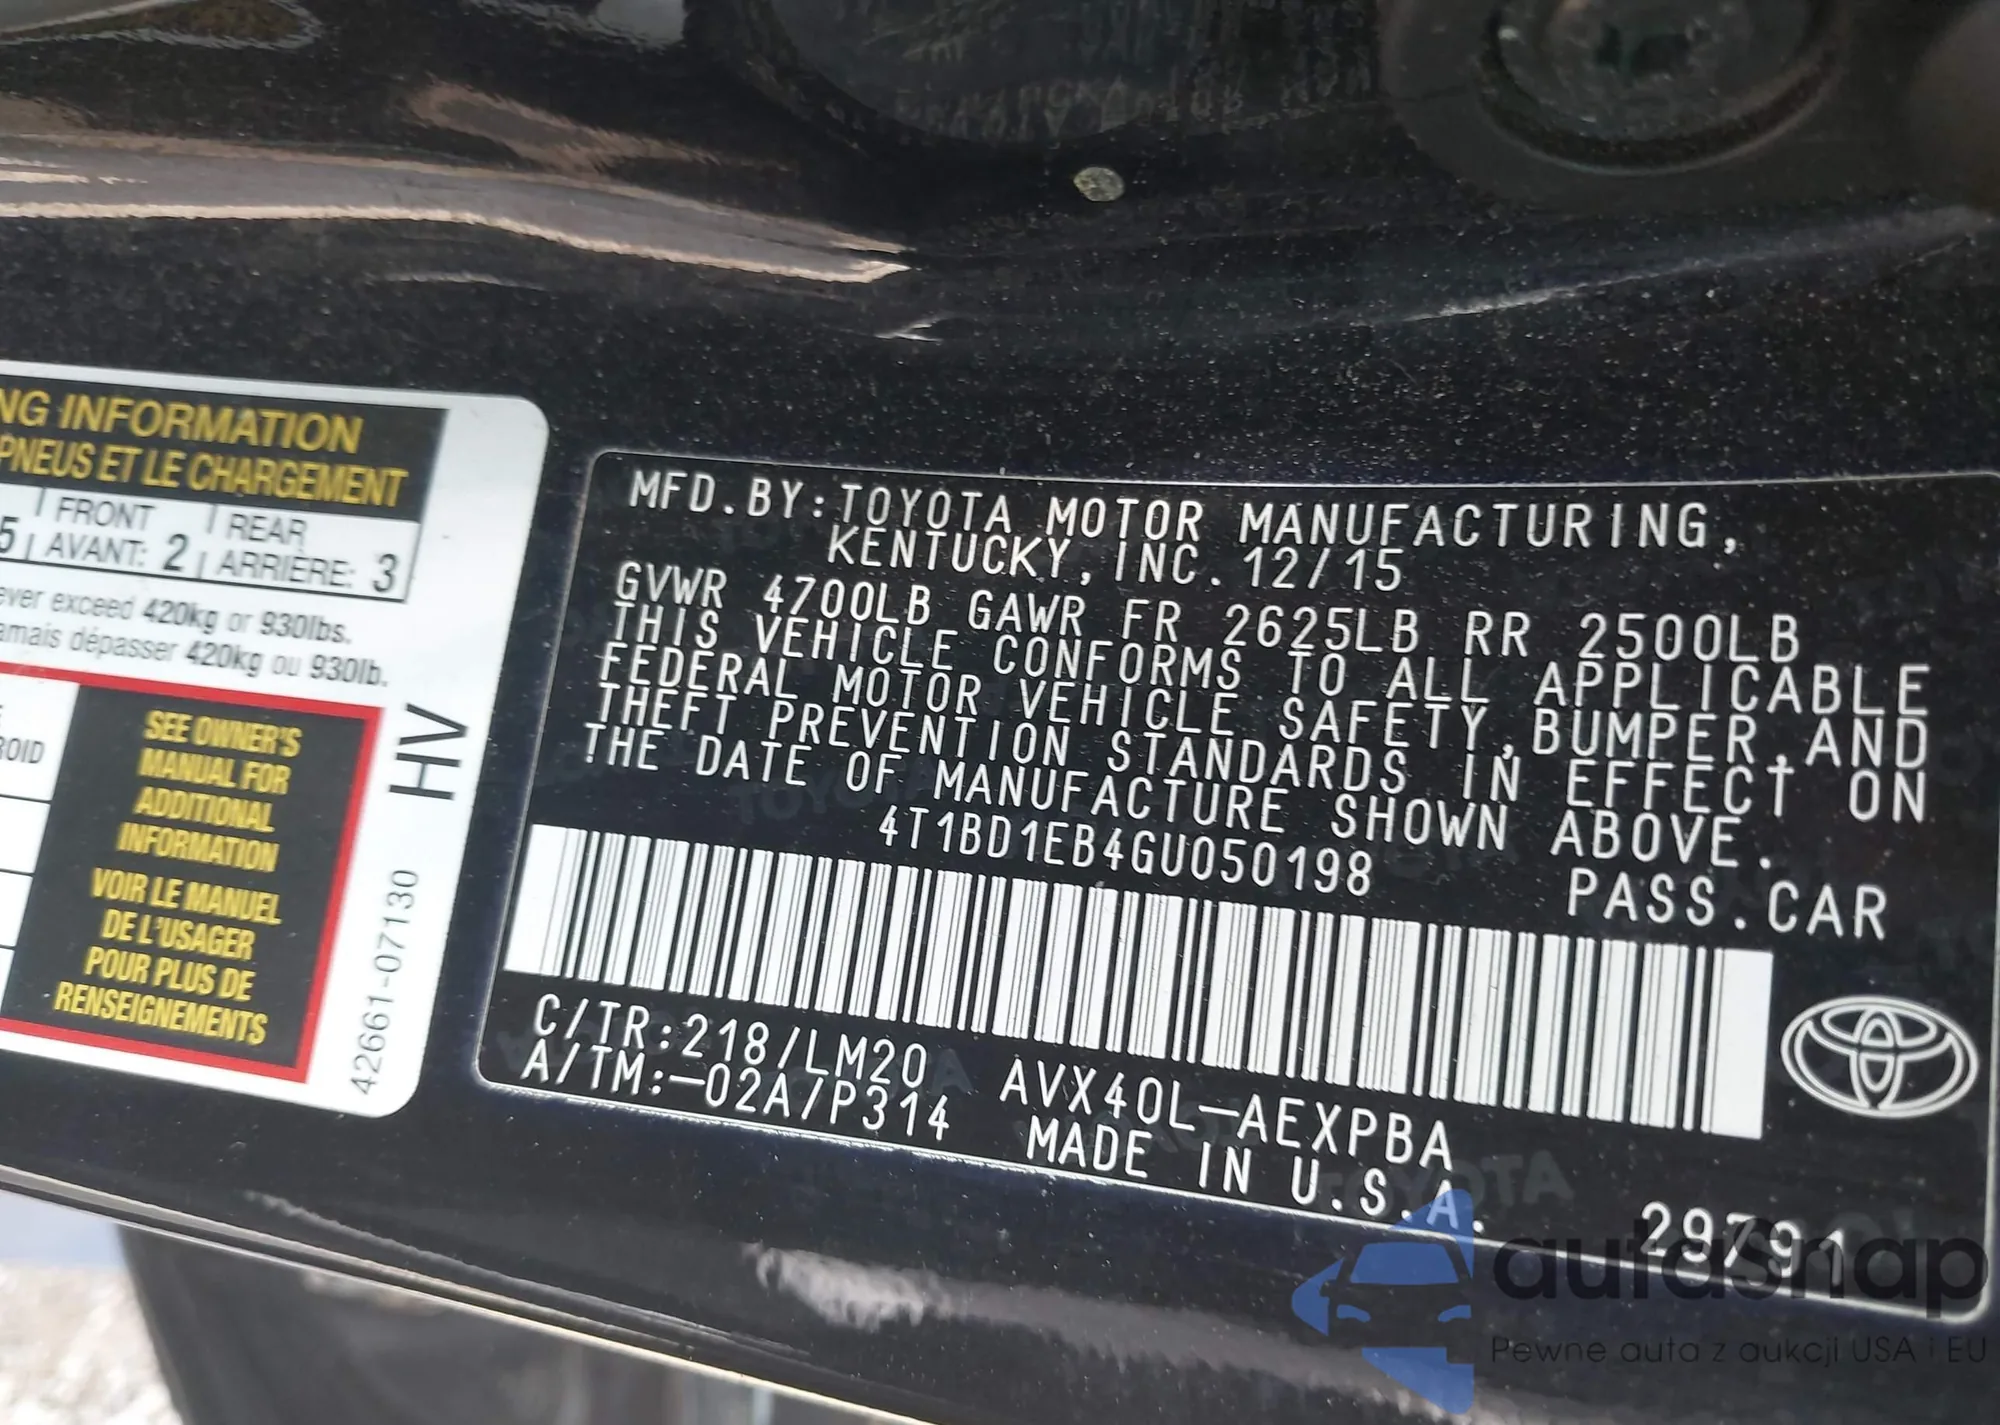 NG INFORMATION
PNEUS ET LE CHARGEMENT
FRONT REAR
5 AVANT: 2 ARRIÈRE: 3
ever exceed 420kg or 930lbs.
amais dépasser 420kg ou 930lb.
ROID
SEE OWNER'S
MANUAL FOR
ADDITIONAL
INFORMATION
VOIR LE MANUEL
DE L'USAGER
POUR PLUS DE
RENSEIGNEMENTS
HV
42661-07130
MFD.BY:TOYOTA MOTOR MANUFACTURING,
KENTUCKY,INC. 12/15
GVWR 4700LB GAWR FR 2625LB RR 2500LB
THIS VEHICLE CONFORMS TO ALL APPLICABLE
FEDERAL MOTOR VEHICLE SAFETY,BUMPER,AND
THEFT PREVENTION STANDARDS IN EFFECT ON
THE DATE OF MANUFACTURE SHOWN ABOVE.
4T1BD1EB4GU050198
PASS.CAR
C/TR:218/LM20 AVX40L-AEXPBA
A/TM:-02A/P314 MADE IN U.S.A.
29791
autasnap
Pewne auta z aukcji USA i EU